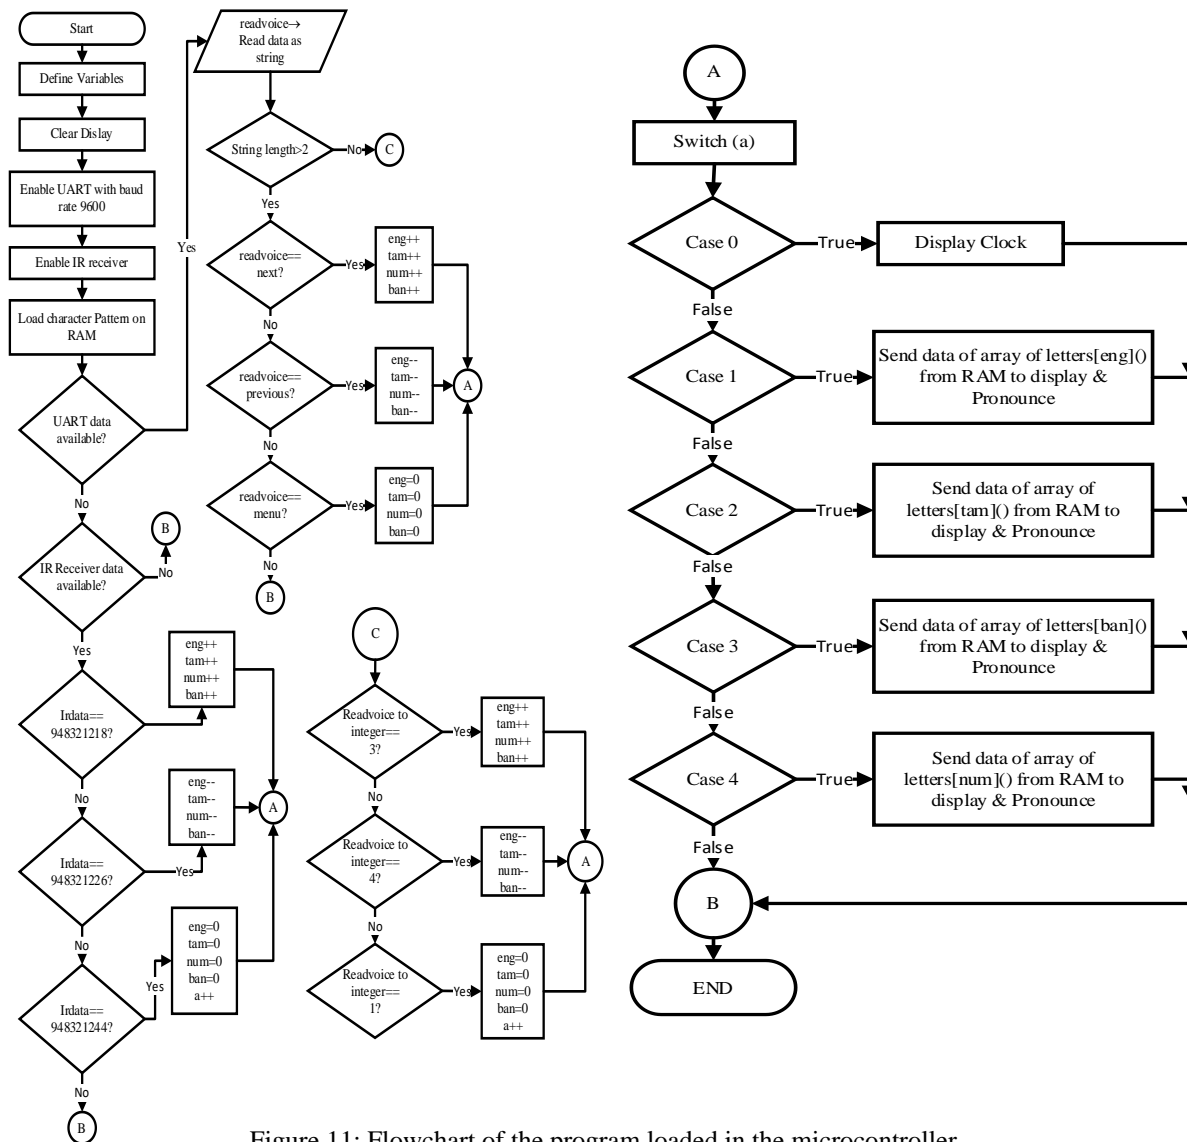 Start
Define Variables
Clear Dislay
Enable UART with baud
rate 9600
Enable IR receiver
Load character Pattern on
RAM
UART data
available?
Yes
No
IR Receiver data
available?
No
B
Yes
Irdata==
948321218?
eng++
tam++
num++
ban++
No
Irdata==
948321226?
Yes
eng--
tam--
num--
ban--
A
No
Irdata==
948321244?
Yes
eng=0
tam=0
num=0
ban=0
a++
No
B
readvoice→
Read data as
string
String length>2
No
C
Yes
readvoice==
next?
Yes
eng++
tam++
num++
ban++
No
readvoice==
previous?
Yes
eng--
tam--
num--
ban--
A
No
readvoice==
menu?
Yes
eng=0
tam=0
num=0
ban=0
No
B
C
Readvoice to
integer==
3?
Yes
eng++
tam++
num++
ban++
No
Readvoice to
integer==
4?
Yes
eng--
tam--
num--
ban--
A
No
Readvoice to
integer==
1?
Yes
eng=0
tam=0
num=0
ban=0
a++
A
Switch (a)
Case 0
True
Display Clock
False
Case 1
True
Send data of array of letters[eng]()
from RAM to display &
Pronounce
False
Case 2
True
Send data of array of
letters[tam]() from RAM to
display & Pronounce
False
Case 3
True
Send data of array of letters[ban]()
from RAM to display &
Pronounce
False
Case 4
True
Send data of array of
letters[num]() from RAM to
display & Pronounce
False
B
END
Figure 11: Flowchart of the program loaded in the microcontroller